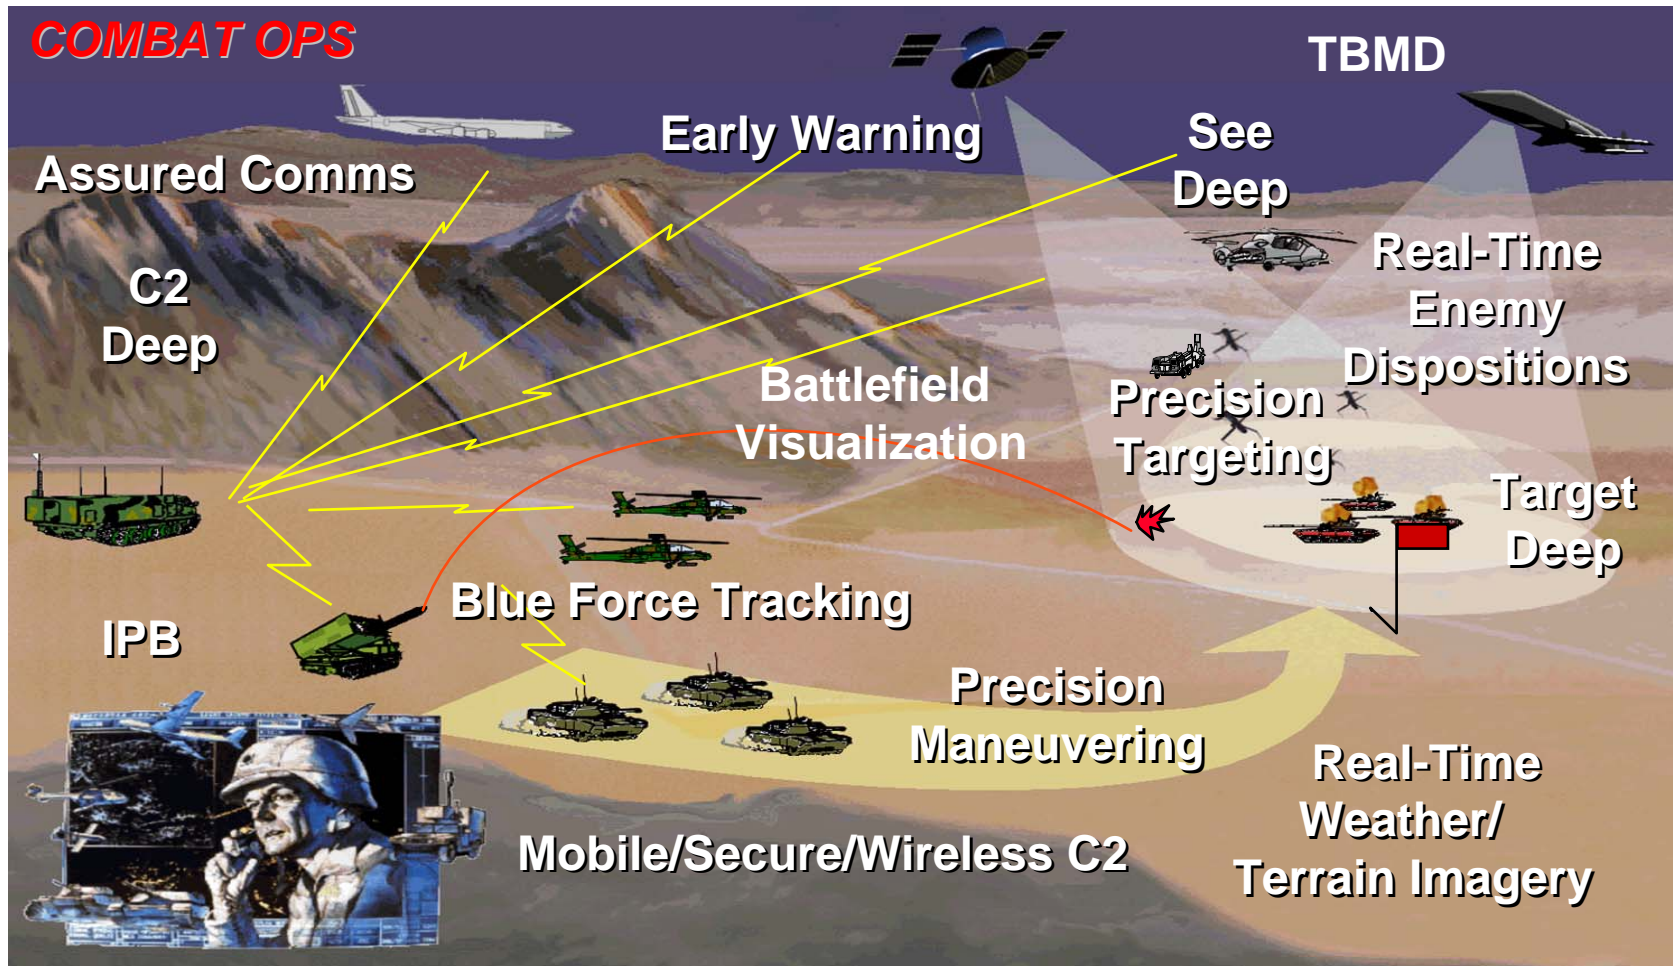 COMBAT OPS
TBMD
Early Warning
See
Deep
Assured Comms
C2
Deep
Real-Time
Enemy
Dispositions
Battlefield
Visualization
Precision
Targeting
Target
Deep
Blue Force Tracking
IPB
Precision
Maneuvering
Real-Time
Weather/
Terrain Imagery
Mobile/Secure/Wireless C2